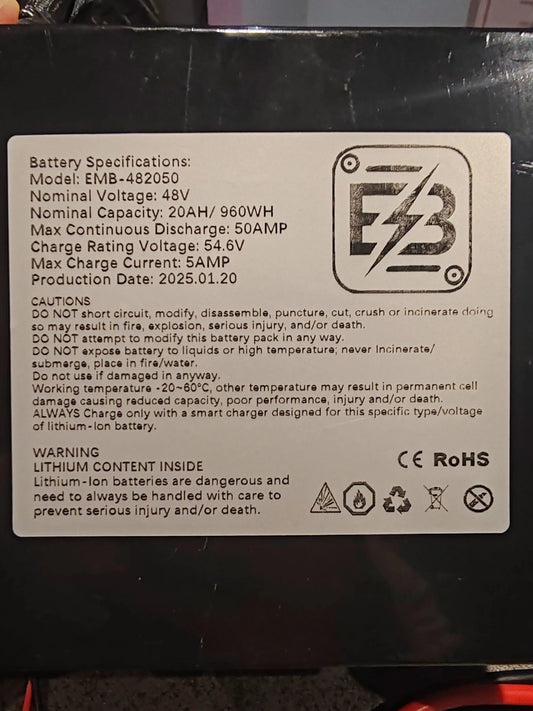 Battery Specifications:
Model: EMB-482050
Nominal Voltage: 48V
Nominal Capacity: 20AH/ 960WH
Max Continuous Discharge: 50AMP
Charge Rating Voltage: 54.6V
Max Charge Current: 5AMP
Production Date: 2025.01.20
EB
CAUTIONS
DO NOT short circuit, modify, disassemble, puncture, cut, crush or incinerate doing
so may result in fire, explosion, serious injury, and/or death.
DO NOT attempt to modify this battery pack in any way.
DO NOT expose battery to liquids or high temperature; never Incinerate/
submerge, place in fire/water.
Do not use if damaged in anyway.
Working temperature -20~60°C, other temperature may result in permanent cell
damage causing reduced capacity, poor performance, injury and/or death.
ALWAYS Charge only with a smart charger designed for this specific type/voltage
of lithium-Ion battery.
WARNING
LITHIUM CONTENT INSIDE
Lithium-Ion batteries are dangerous and
need to always be handled with care to
prevent serious injury and/or death.
CE RoHS